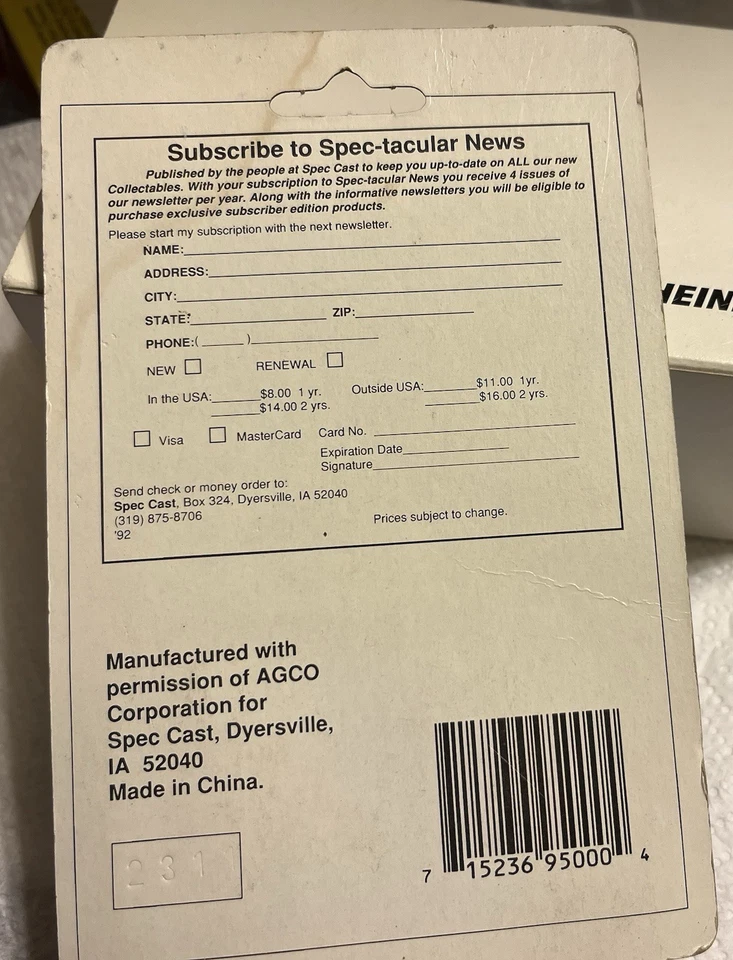 Subscribe to Spec-tacular News
Published by the people at Spec Cast to keep you up-to-date on ALL our new
Collectables. With your subscription to Spec-tacular News you receive 4 issues of
our newsletter per year. Along with the informative newsletters you will be eligible to
purchase exclusive subscriber edition products.
Please start my subscription with the next newsletter.
NAME:
ADDRESS:
CITY:
STATE: ZIP:
PHONE:( )
NEW RENEWAL
In the USA: $8.00 1 yr. Outside USA: $11.00 1yr.
$14.00 2 yrs. $16.00 2 yrs.
Visa MasterCard Card No.
Expiration Date
Signature
Send check or money order to:
Spec Cast, Box 324, Dyersville, IA 52040
(319) 875-8706 Prices subject to change.
'92
Manufactured with
permission of AGCO
Corporation for
Spec Cast, Dyersville,
IA 52040
Made in China.
7 15236 95000 4